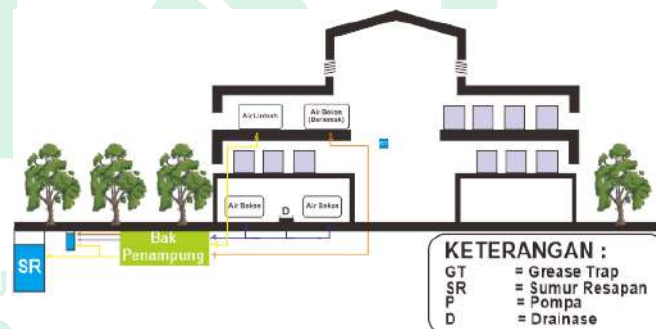 Air Limbah
Air Bekas
(Berlemak)
Air Bekas
D
Air Bekas
Bak
Penampung
SR
KETERANGAN :
GT = Grease Trap
SR = Sumur Resapan
P = Pompa
D = Drainase